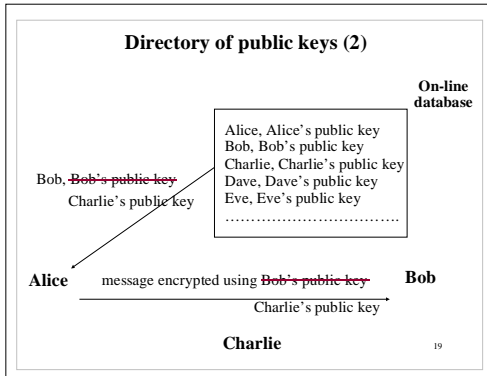 Directory of public keys (2)
On-line
database
Alice, Alice's public key
Bob, Bob's public key
Charlie, Charlie's public key
Dave, Dave's public key
Eve, Eve's public key
……………………………….
Bob, Bob's public key
Charlie's public key
Alice
message encrypted using Bob's public key
Bob
Charlie's public key
Charlie
19